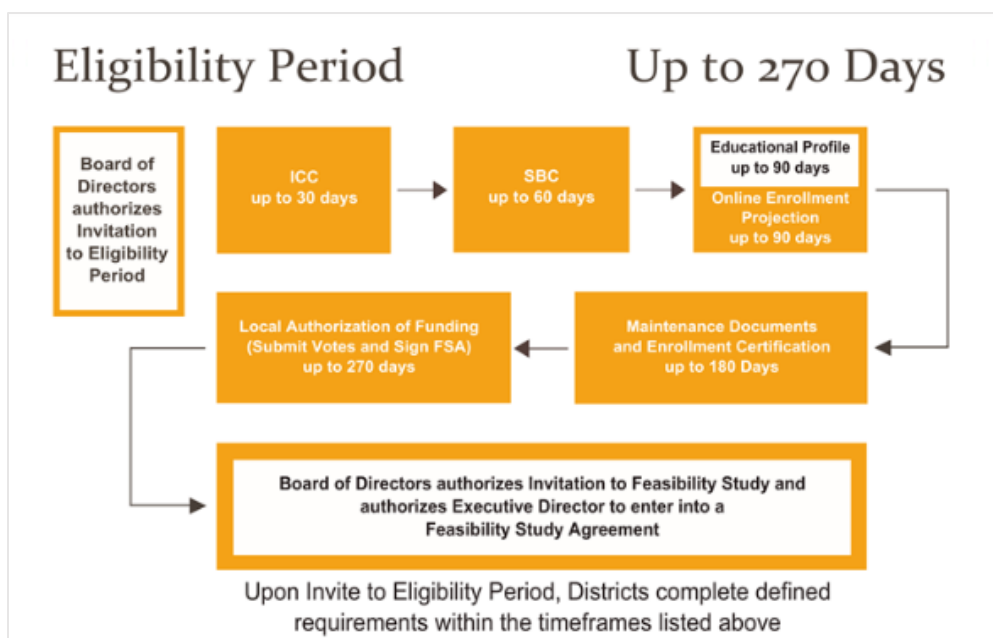 Eligibility Period
Up to 270 Days
Board of
Directors
authorizes
Invitation
to Eligibility
Period
ICC
up to 30 days
SBC
up to 60 days
Educational Profile
up to 90 days
Online Enrollment
Projection
up to 90 days
Maintenance Documents
and Enrollment Certification
up to 180 Days
Local Authorization of Funding
(Submit Votes and Sign FSA)
up to 270 days
Board of Directors authorizes Invitation to Feasibility Study and
authorizes Executive Director to enter into a
Feasibility Study Agreement
Upon Invite to Eligibility Period, Districts complete defined
requirements within the timeframes listed above